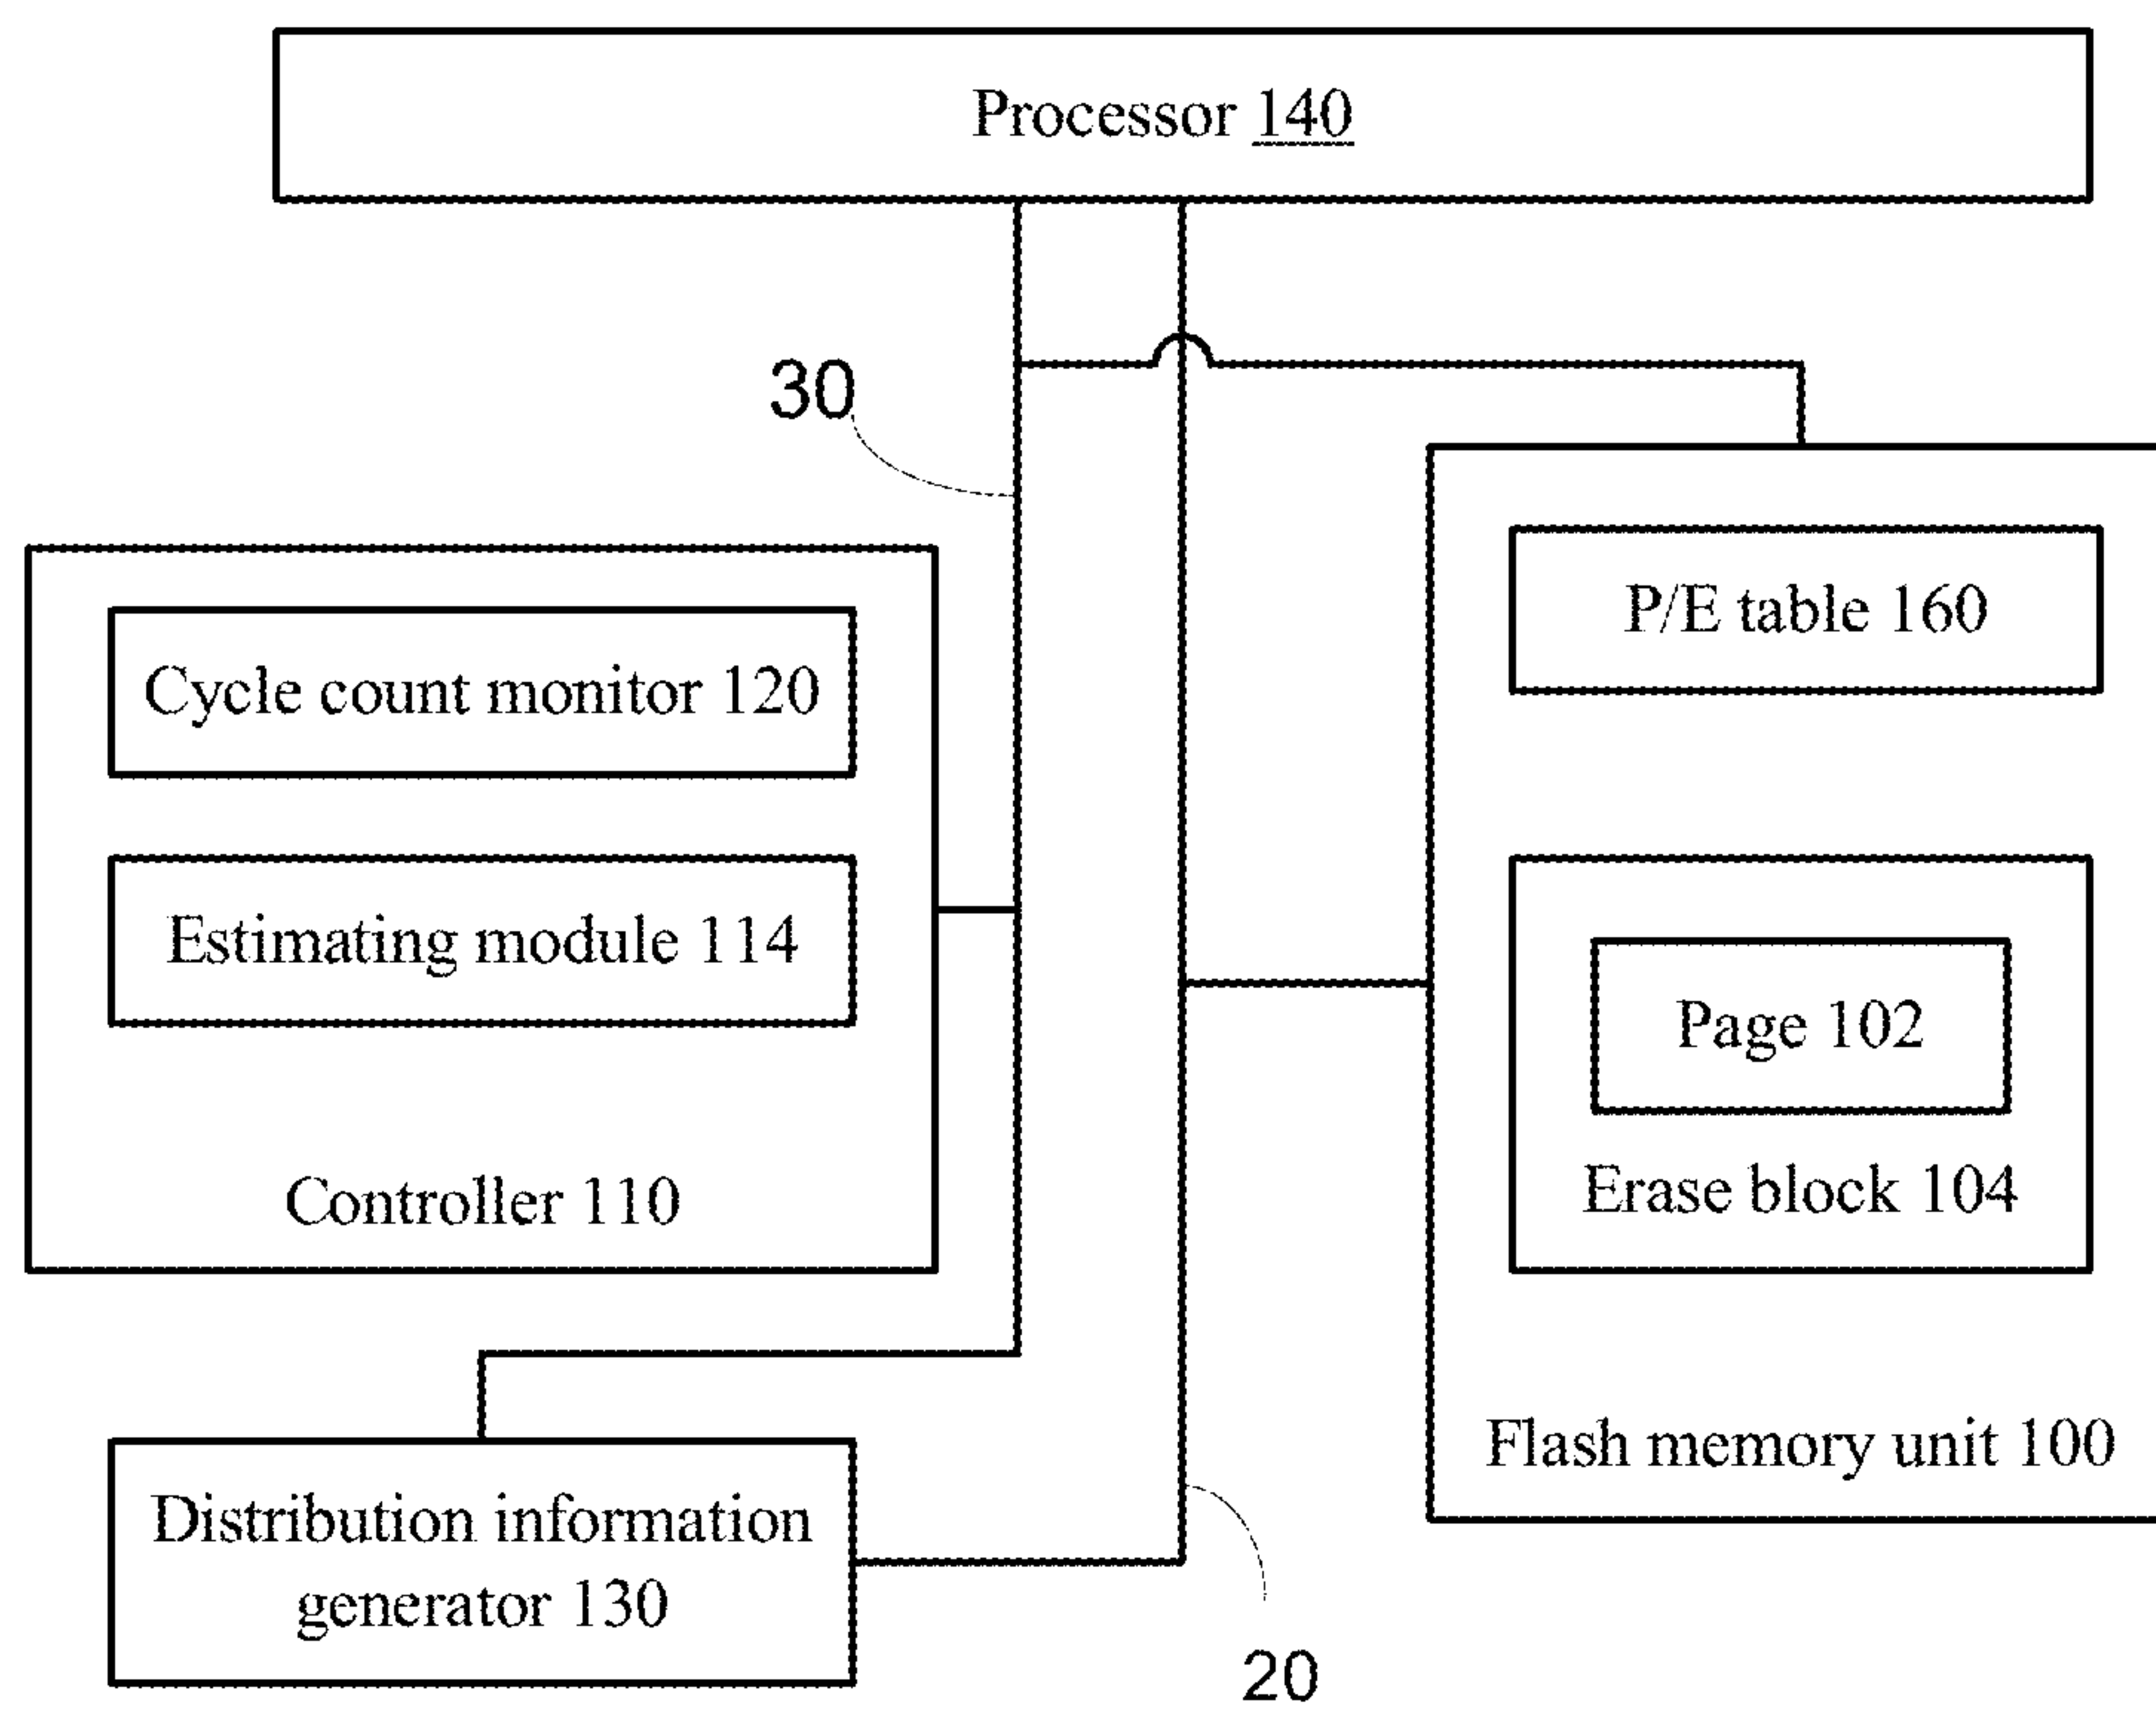 Processor 140
30
P/E table 160
Cycle count monitor 120
Estimating module 114
Page 102
Erase block 104
Controller 110
Flash memory unit 100
Distribution information
generator 130
20